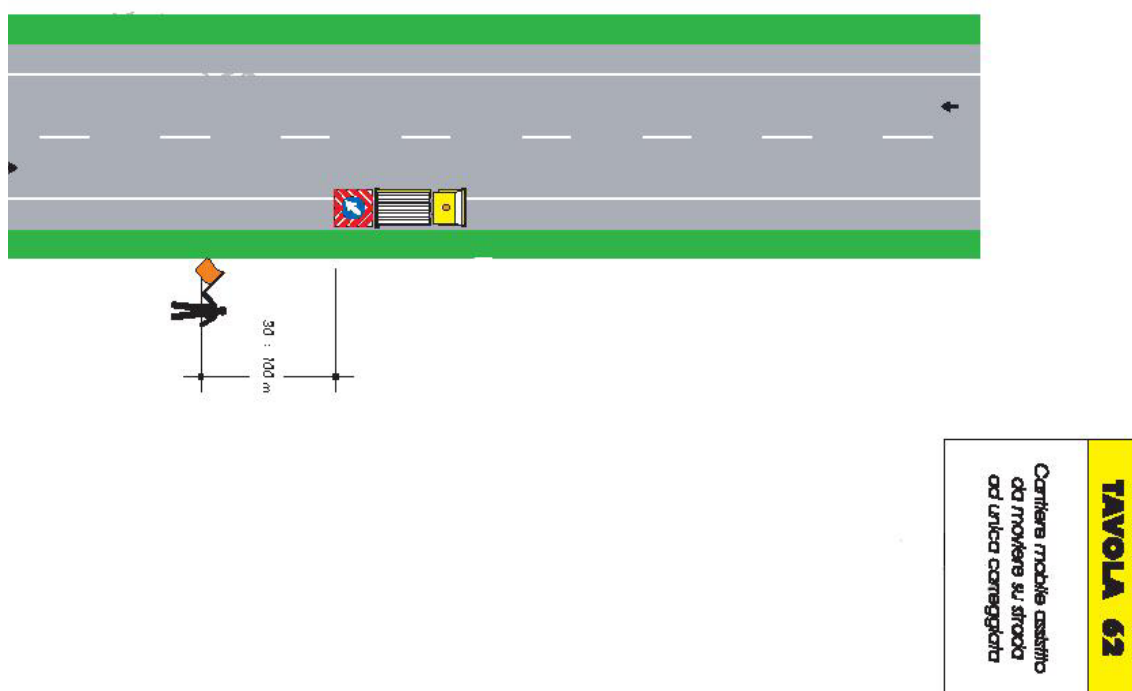 30 : 100 m
TAVOLA 62
Cantiere mobile assistito
da moviere su strada
ad unica carreggiata